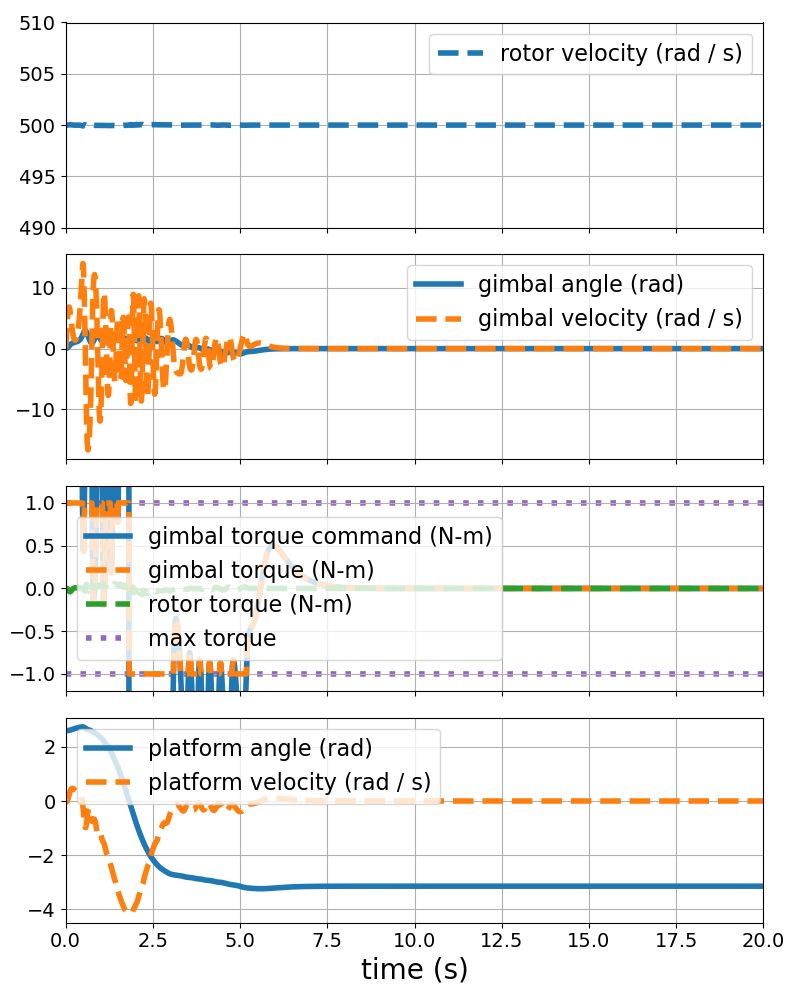 510
505
500
495
490
rotor velocity (rad / s)
10
0
−10
gimbal angle (rad)
gimbal velocity (rad / s)
1.0
0.5
0.0
−0.5
−1.0
gimbal torque command (N-m)
gimbal torque (N-m)
rotor torque (N-m)
max torque
2
0
−2
−4
platform angle (rad)
platform velocity (rad / s)
0.0 2.5 5.0 7.5 10.0 12.5 15.0 17.5 20.0
time (s)